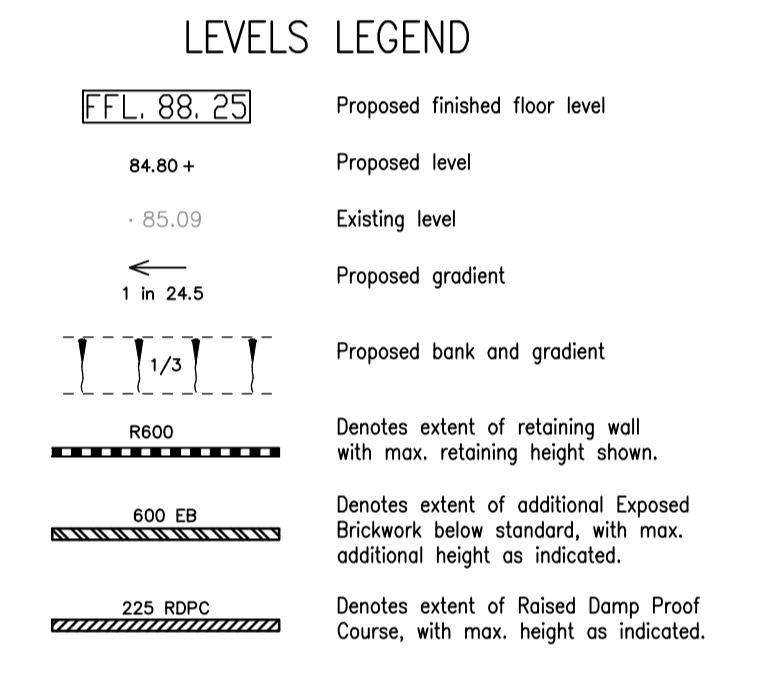 LEVELS LEGEND
FFL. 88. 25
Proposed finished floor level
84.80 +
Proposed level
· 85.09
Existing level
1 in 24.5
Proposed gradient
1/3
Proposed bank and gradient
R600
Denotes extent of retaining wall
with max. retaining height shown.
600 EB
Denotes extent of additional Exposed
Brickwork below standard, with max.
additional height as indicated.
225 RDPC
Denotes extent of Raised Damp Proof
Course, with max. height as indicated.